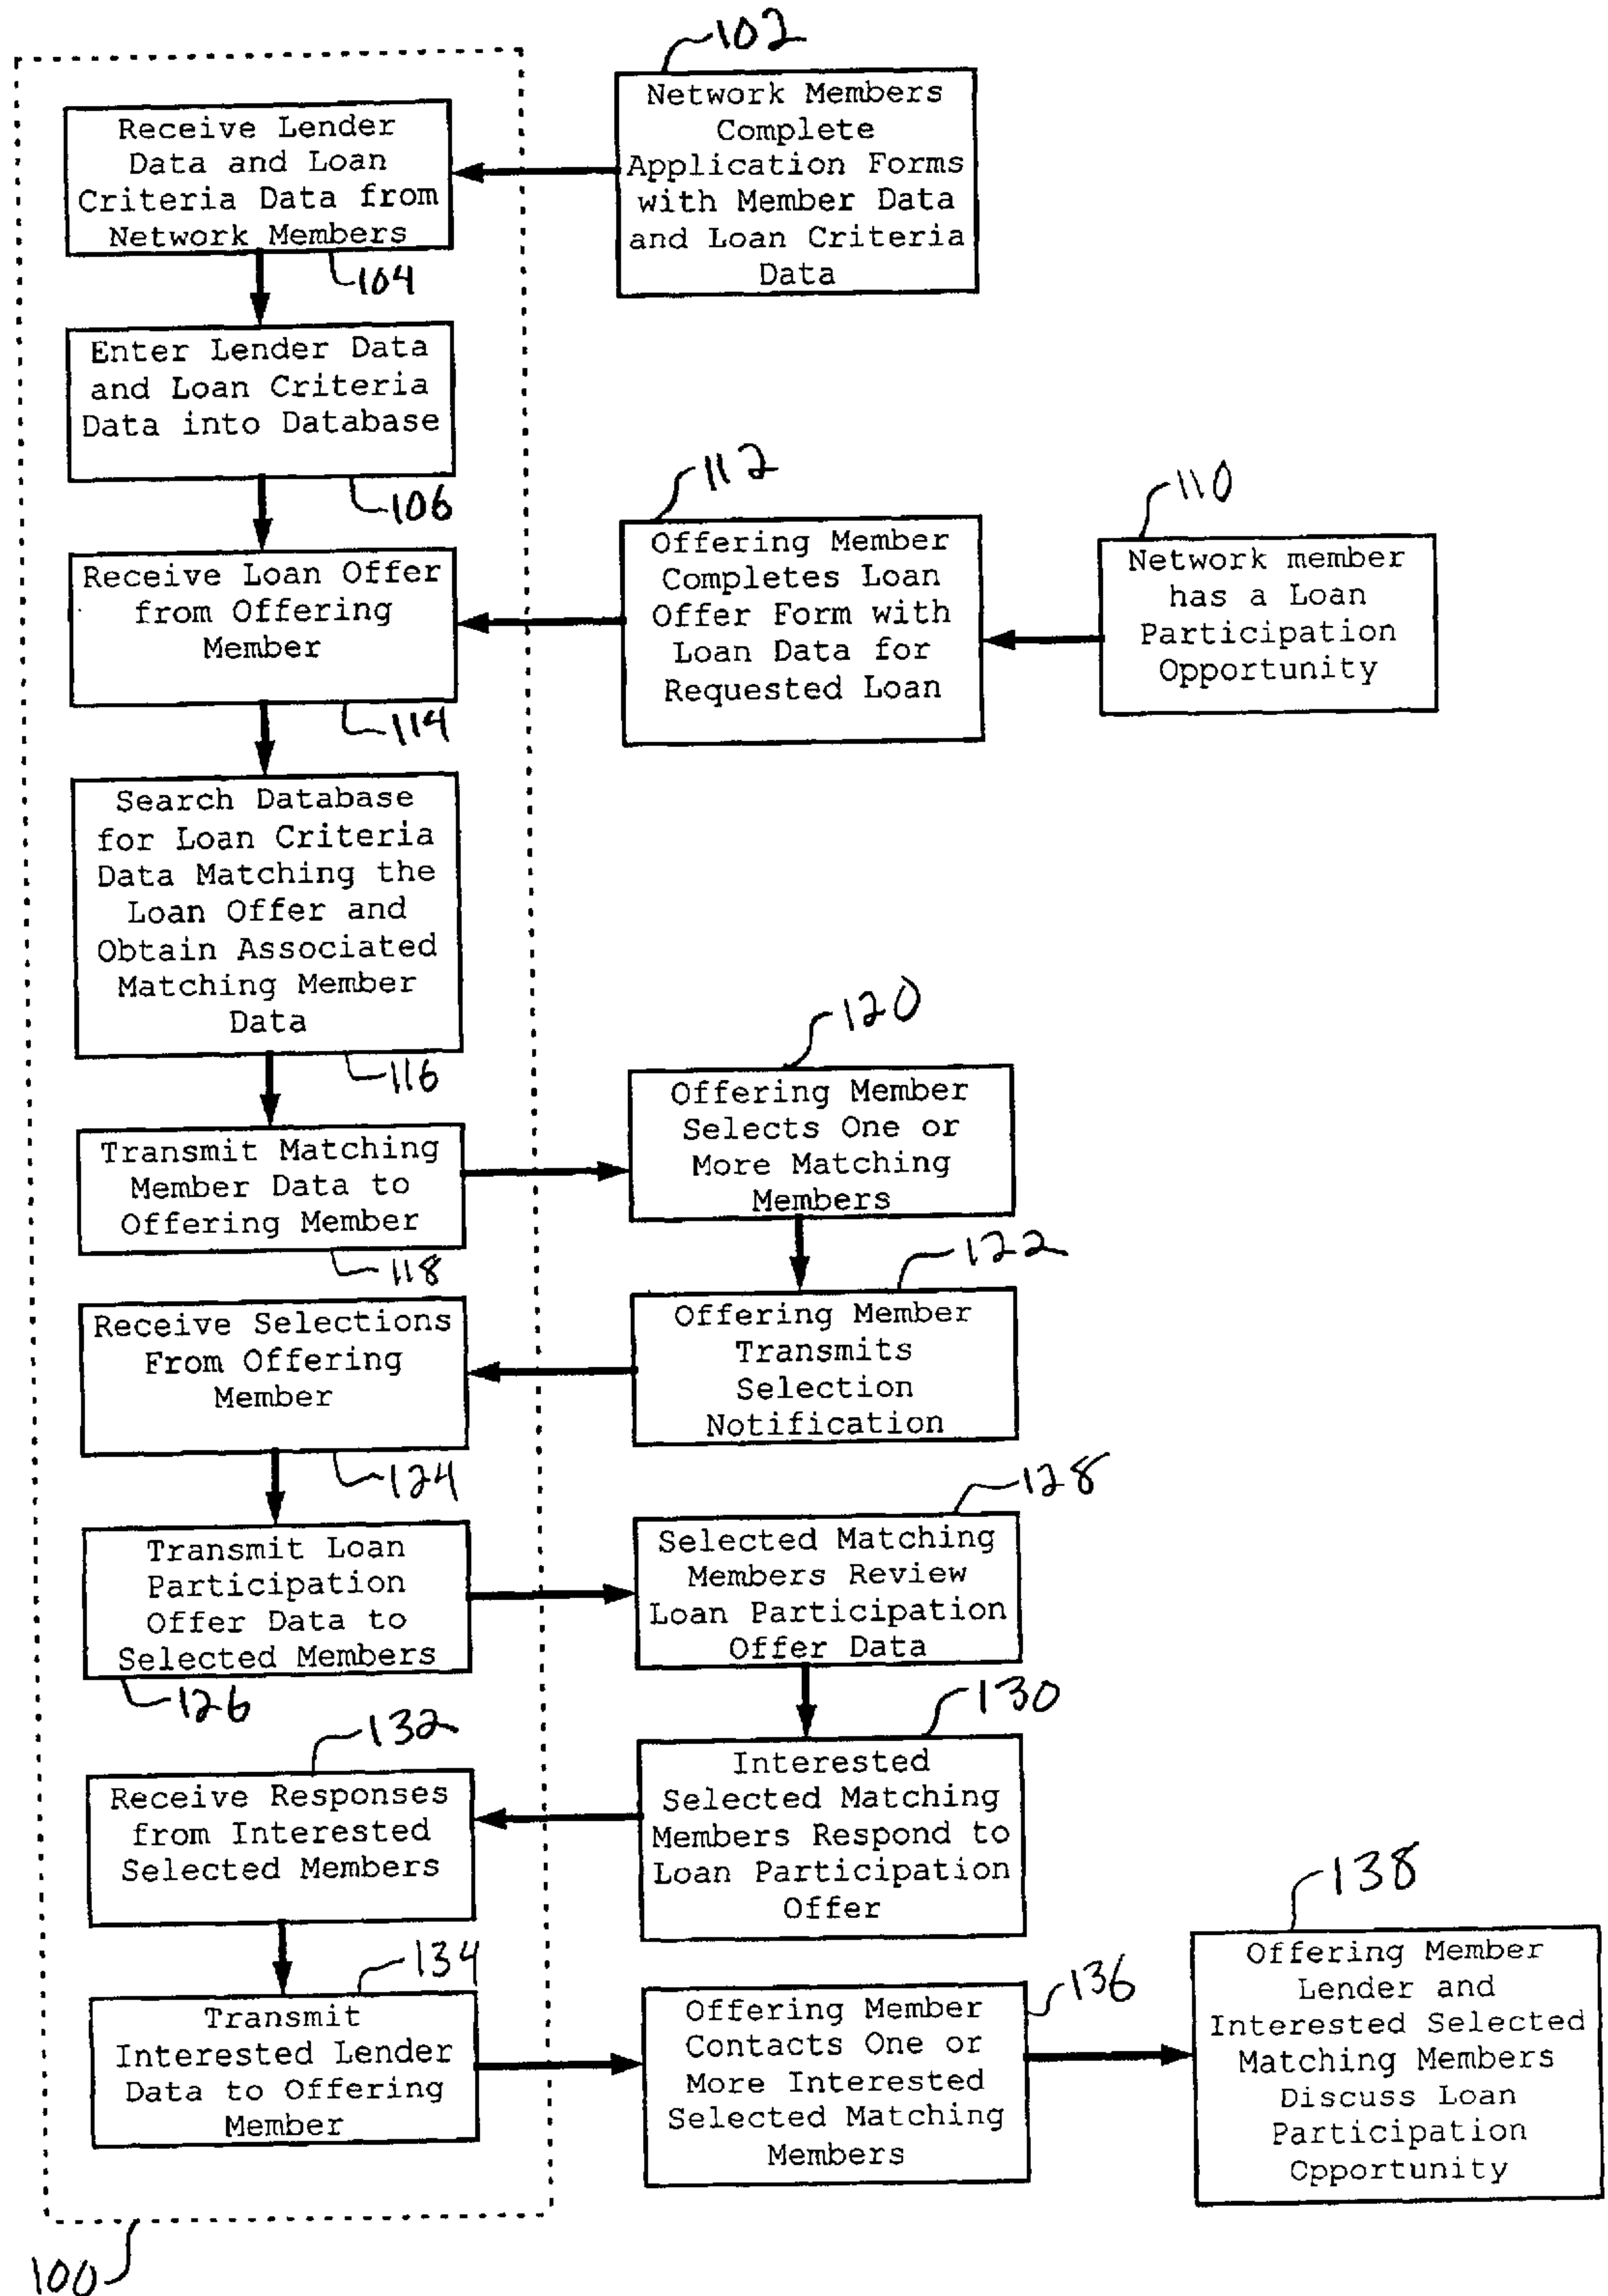 102
Network Members
Complete
Application Forms
with Member Data
and Loan Criteria
Data
Receive Lender
Data and Loan
Criteria Data from
Network Members
104
Enter Lender Data
and Loan Criteria
Data into Database
106
110
Network member
has a Loan
Participation
Opportunity
112
Offering Member
Completes Loan
Offer Form with
Loan Data for
Requested Loan
Receive Loan Offer
from Offering
Member
114
Search Database
for Loan Criteria
Data Matching the
Loan Offer and
Obtain Associated
Matching Member
Data
116
Transmit Matching
Member Data to
Offering Member
118
120
Offering Member
Selects One or
More Matching
Members
122
Offering Member
Transmits
Selection
Notification
Receive Selections
From Offering
Member
124
Transmit Loan
Participation
Offer Data to
Selected Members
126
128
Selected Matching
Members Review
Loan Participation
Offer Data
130
Interested
Selected Matching
Members Respond to
Loan Participation
Offer
132
Receive Responses
from Interested
Selected Members
134
Transmit
Interested Lender
Data to Offering
Member
136
Offering Member
Contacts One or
More Interested
Selected Matching
Members
138
Offering Member
Lender and
Interested Selected
Matching Members
Discuss Loan
Participation
Opportunity
100